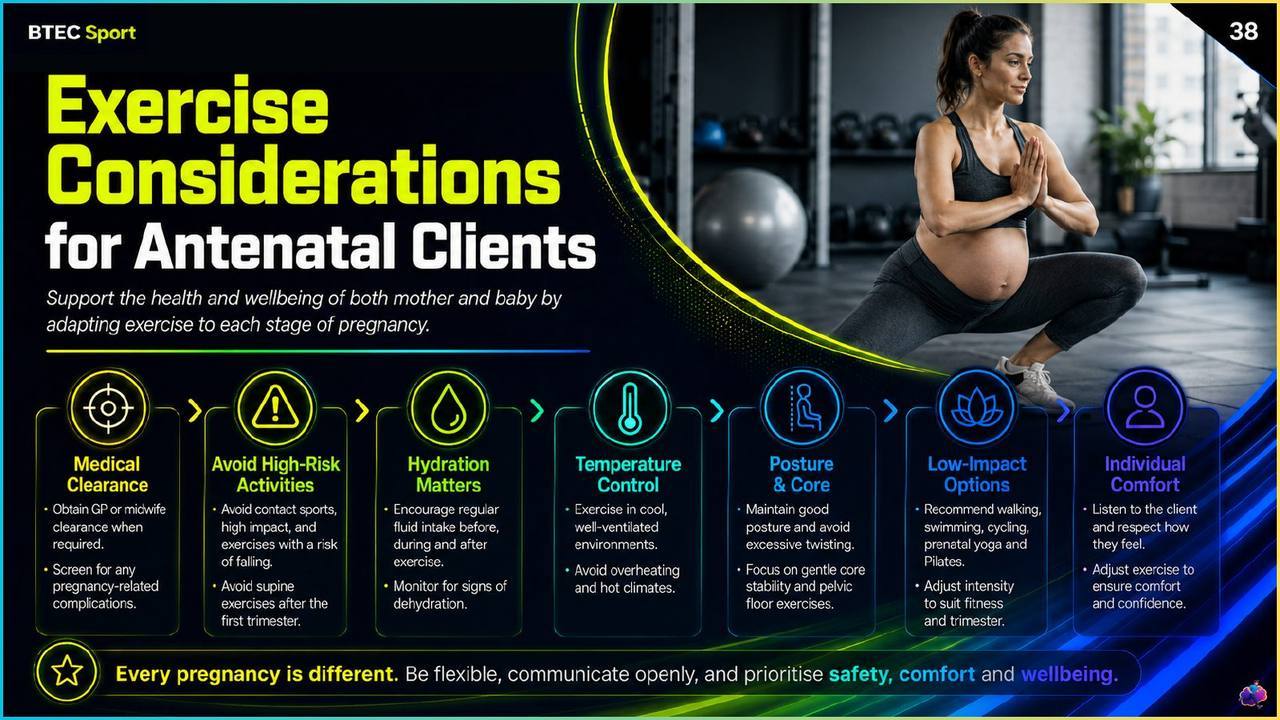 BTEC Sport
38
Exercise
Considerations
for Antenatal Clients
Support the health and wellbeing of both mother and baby by
adapting exercise to each stage of pregnancy.
Medical
Clearance
• Obtain GP or midwife
clearance when
required.
• Screen for any
pregnancy-related
complications.
Avoid High-Risk
Activities
• Avoid contact sports,
high impact, and
exercises with a risk
of falling.
• Avoid supine
exercises after the
first trimester.
Hydration
Matters
• Encourage regular
fluid intake before,
during and after
exercise.
• Monitor for signs of
dehydration.
Temperature
Control
• Exercise in cool,
well-ventilated
environments.
• Avoid overheating
and hot climates.
Posture
& Core
• Maintain good
posture and avoid
excessive twisting.
• Focus on gentle core
stability and pelvic
floor exercises.
Low-Impact
Options
• Recommend walking,
swimming, cycling,
prenatal yoga and
Pilates.
• Adjust intensity
to suit fitness
and trimester.
Individual
Comfort
• Listen to the client
and respect how
they feel.
• Adjust exercise to
ensure comfort
and confidence.
Every pregnancy is different. Be flexible, communicate openly, and prioritise safety, comfort and wellbeing.